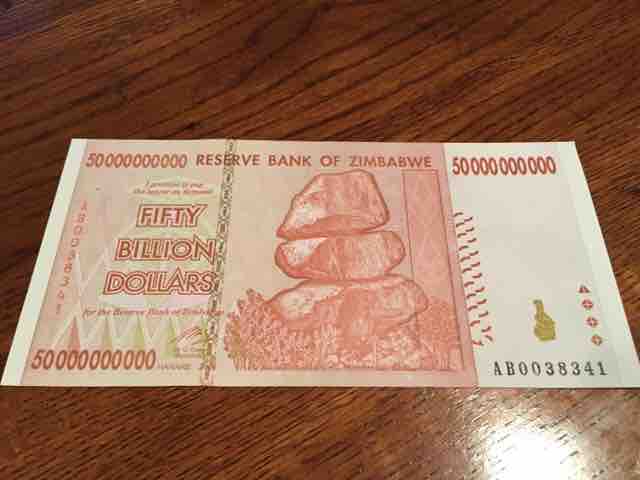 50000000000 RESERVE BANK OF ZIMBABWE 50000000000
I promise to pay
the bearer on demand
FIFTY
BILLION
DOLLARS
for the Reserve Bank of Zimbabwe
AB0038341
50000000000
HARARE
AB0038341